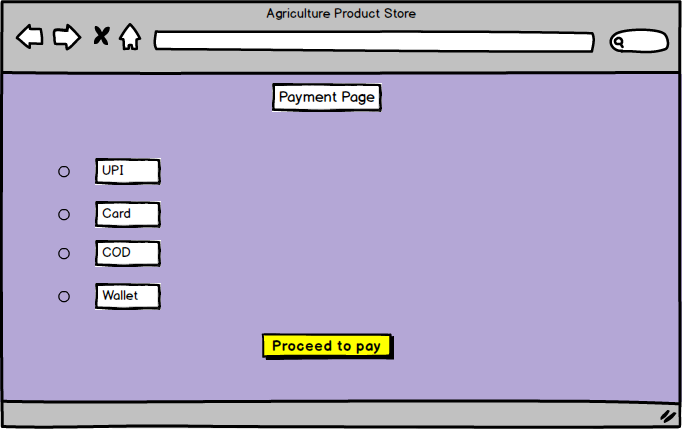 Agriculture Product Store
Payment Page
UPI
Card
COD
Wallet
Proceed to pay